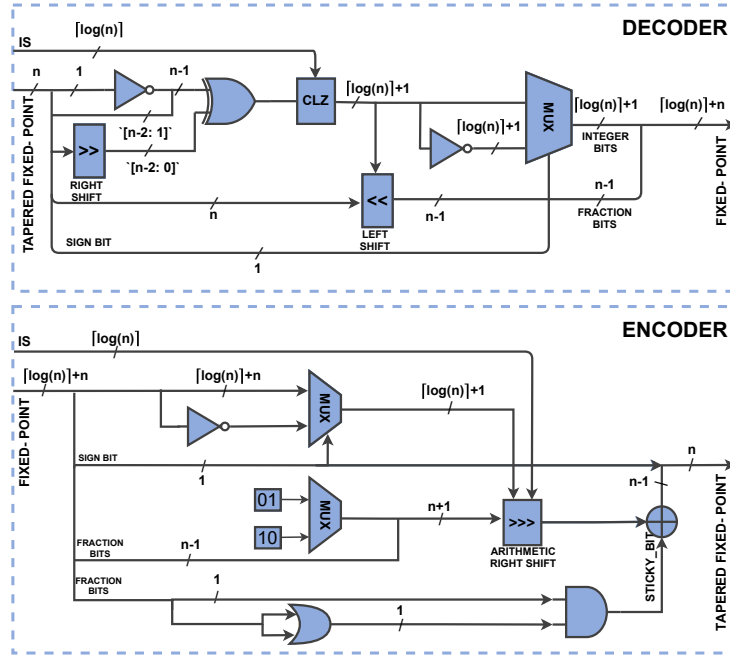 DECODER
IS
⌈log(n)⌉
n
1
n-1
CLZ
⌈log(n)⌉+1
⌈log(n)⌉+1
MUX
⌈log(n)⌉+1
⌈log(n)⌉+n
INTEGER
BITS
TAPERED FIXED- POINT
`[n-2: 1]`
>>
`[n-2: 0]`
RIGHT
SHIFT
n
<<
n-1
n-1
FRACTION
BITS
FIXED- POINT
SIGN BIT
LEFT
SHIFT
1
ENCODER
IS
⌈log(n)⌉
⌈log(n)⌉+n
⌈log(n)⌉+n
MUX
⌈log(n)⌉+1
FIXED- POINT
SIGN BIT
1
n
n-1
01
10
MUX
n+1
>>>
ARITHMETIC
RIGHT SHIFT
FRACTION
BITS
n-1
STICKY_BIT
TAPERED FIXED-POINT
FRACTION
BITS
1
1